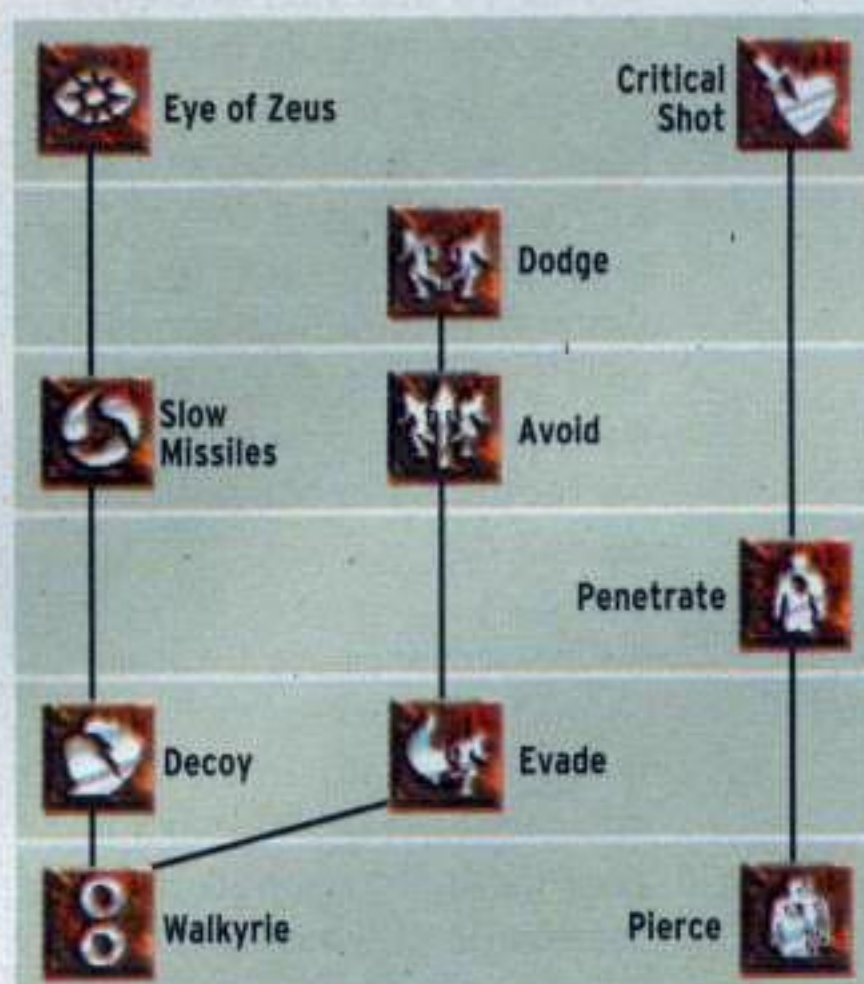 Eye of Zeus
Critical
Shot
Dodge
Slow
Missiles
Avoid
Penetrate
Decoy
Evade
Walkyrie
Pierce